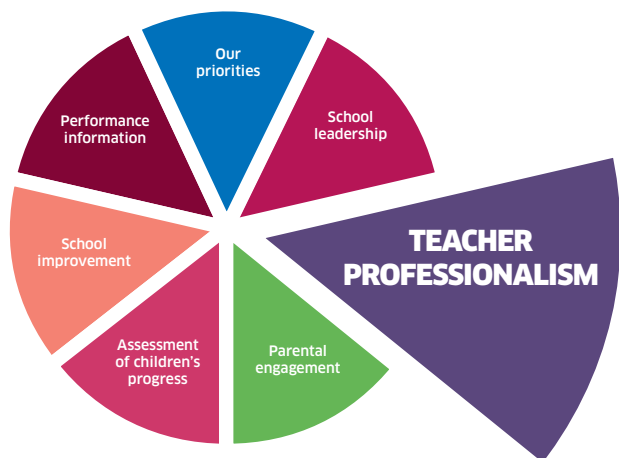 Our
priorities
School
leadership
TEACHER
PROFESSIONALISM
Parental
engagement
Assessment
of children's
progress
School
improvement
Performance
information